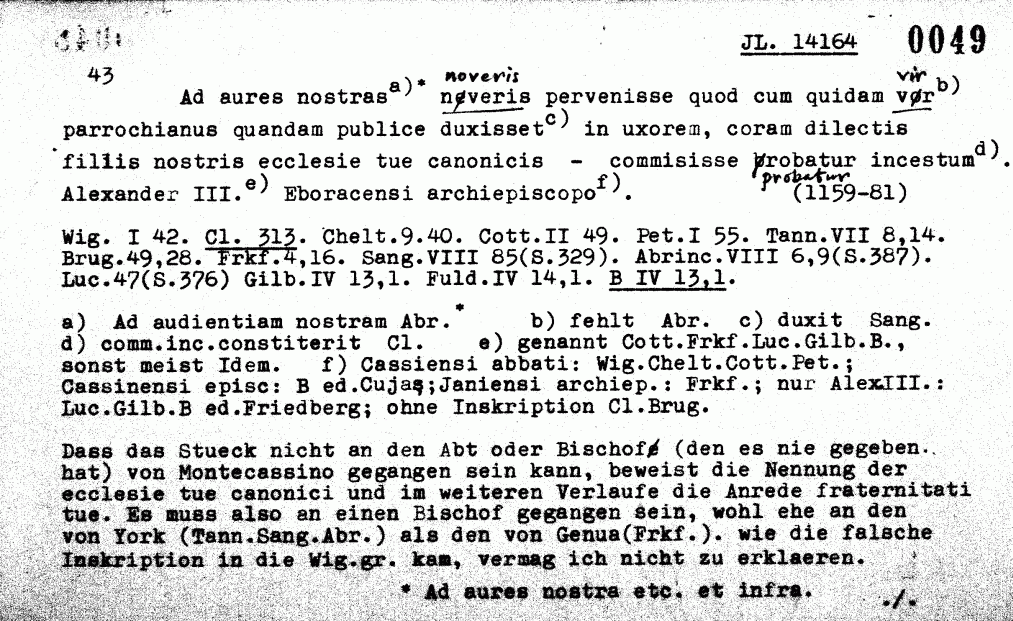 JL. 14164 0049
43 noveris vir
Ad aures nostras a)* nøveris pervenisse quod cum quidam vør b)
parrochianus quandam publice duxisset c) in uxorem, coram dilectis
filiis nostris ecclesie tue canonicis - commisisse probatur incestum d).
probatur
Alexander III. e) Eboracensi archiepiscopo f). (1159-81)
Wig. I 42. Cl. 313. Chelt.9.40. Cott.II 49. Pet.I 55. Tann.VII 8,14.
Brug.49,28. Frkf.4,16. Sang.VIII 85(S.329). Abrinc.VIII 6,9(S.387).
Luc.47(S.376) Gilb.IV 13,1. Fuld.IV 14,1. B IV 13,1.
a) Ad audientiam nostram Abr.* b) fehlt Abr. c) duxit Sang.
d) comm.inc.constiterit Cl. e) genannt Cott.Frkf.Luc.Gilb.B.,
sonst meist Idem. f) Cassiensi abbati: Wig.Chelt.Cott.Pet.;
Cassinensi episc: B ed.Cujas;Janiensi archiep.: Frkf.; nur Alex.III.:
Luc.Gilb.B ed.Friedberg; ohne Inskription Cl.Brug.
Dass das Stueck nicht an den Abt oder Bischof (den es nie gegeben
hat) von Montecassino gegangen sein kann, beweist die Nennung der
ecclesie tue canonici und im weiteren Verlaufe die Anrede fraternitati
tue. Es muss also an einen Bischof gegangen sein, wohl ehe an den
von York (Tann.Sang.Abr.) als den von Genua(Frkf.). wie die falsche
Inskription in die Wig.gr. kam, vermag ich nicht zu erklaeren.
* Ad aures nostra etc. et infra.
./.